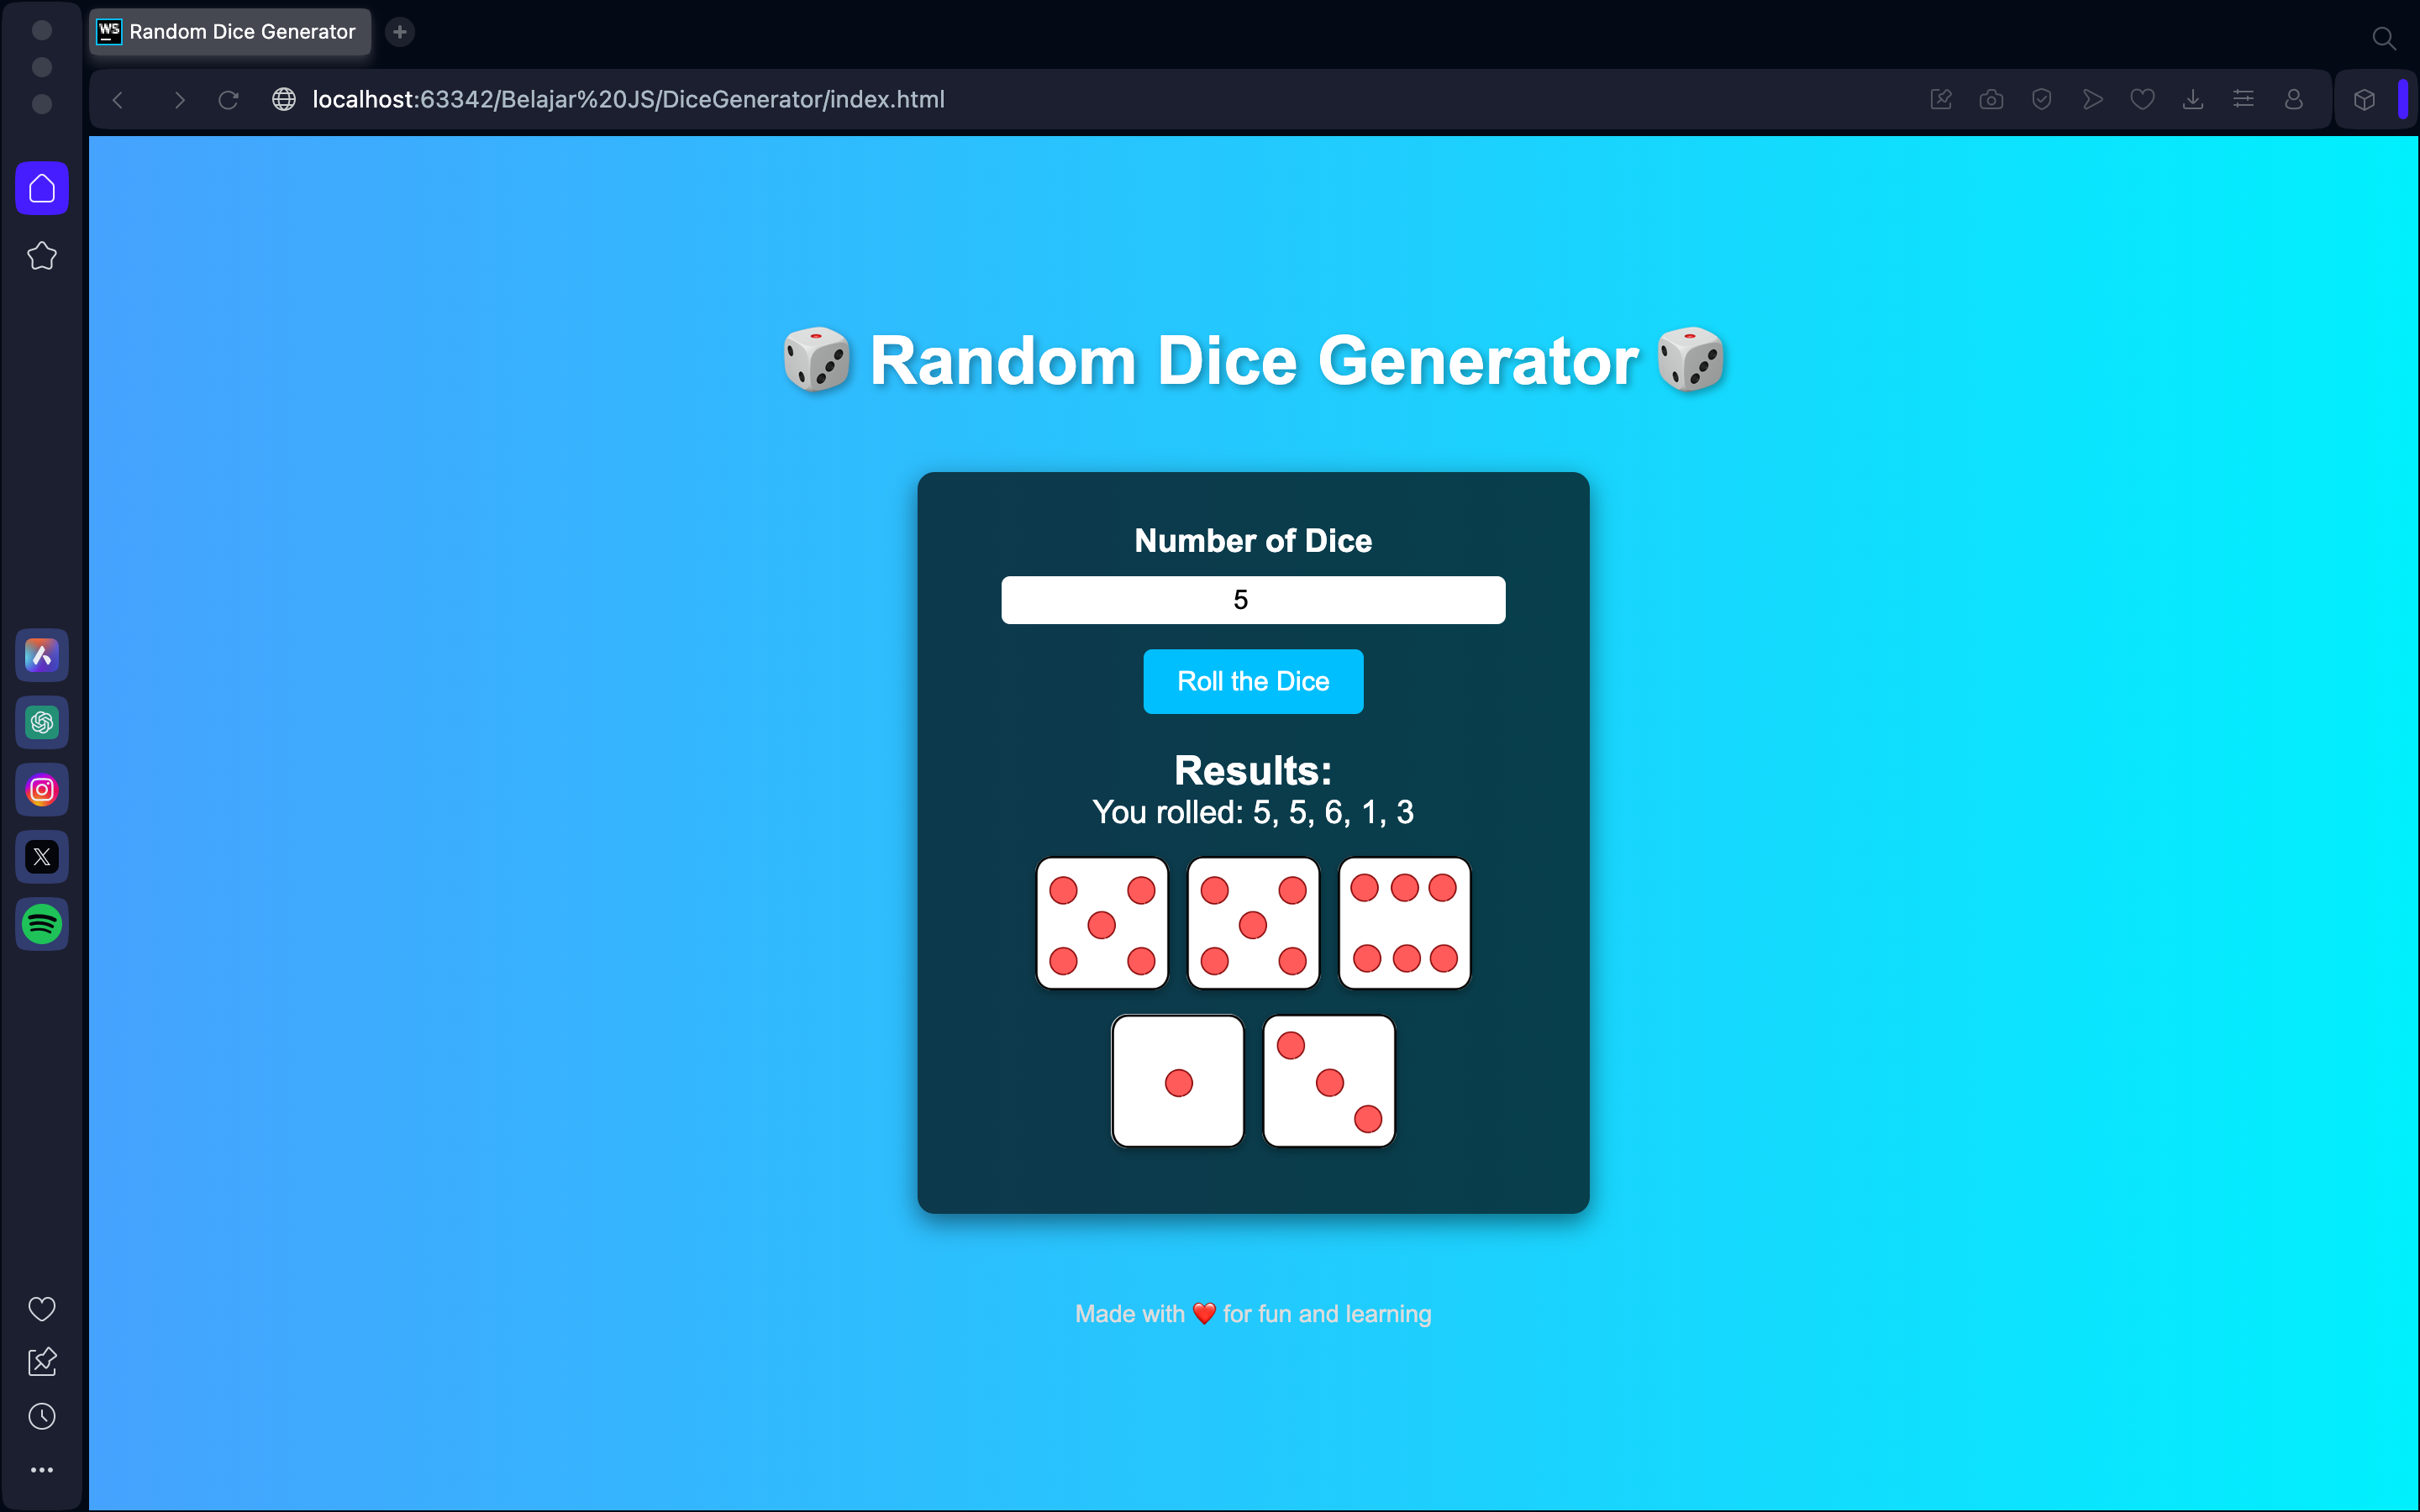 WS Random Dice Generator
localhost:63342/Belajar%20JS/DiceGenerator/index.html
🎲 Random Dice Generator 🎲
Number of Dice
5
Roll the Dice
Results:
You rolled: 5, 5, 6, 1, 3
Made with ❤️ for fun and learning